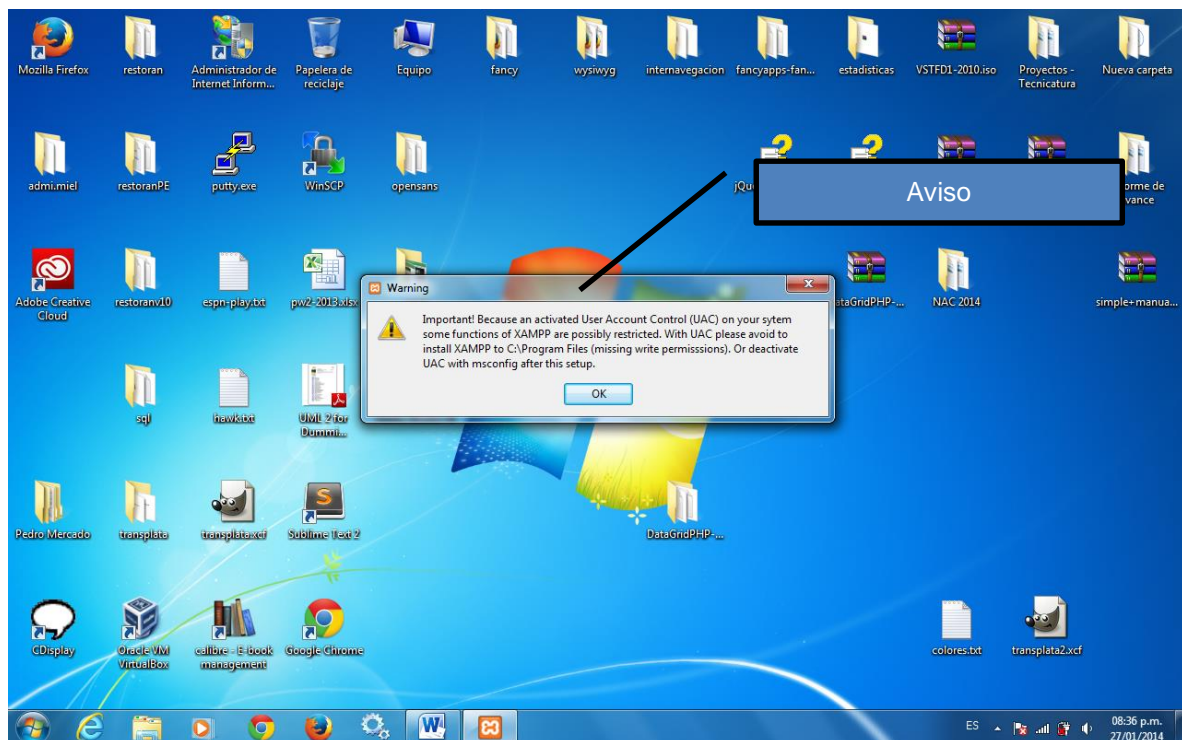 Mozilla Firefox
restoran
Administrador de
Internet Inform...
Papelera de
reciclaje
Equipo
fancy
wysiwyg
internavegacion
fancyapps-fan...
estadisticas
VSTFD1-2010.iso
Proyectos -
Tecnicatura
Nueva carpeta
admi.miel
restoranPE
putty.exe
WinSCP
opensans
Aviso
Adobe Creative
Cloud
restoranv10
espn-play.txt
pw2-2013.xlsx
NAC 2014
simple+manua...
Warning
Important! Because an activated User Account Control (UAC) on your sytem
some functions of XAMPP are possibly restricted. With UAC please avoid to
install XAMPP to C:\Program Files (missing write permisssions). Or deactivate
UAC with msconfig after this setup.
OK
sql
hawk.txt
UML 2 for
Dummi...
Pedro Mercado
transplata
transplata.xcf
Sublime Text 2
DataGridPHP-...
CDisplay
Oracle VM
VirtualBox
calibre - E-book
management
Google Chrome
colores.txt
transplata2.xcf
ES
08:36 p.m.
27/01/2014